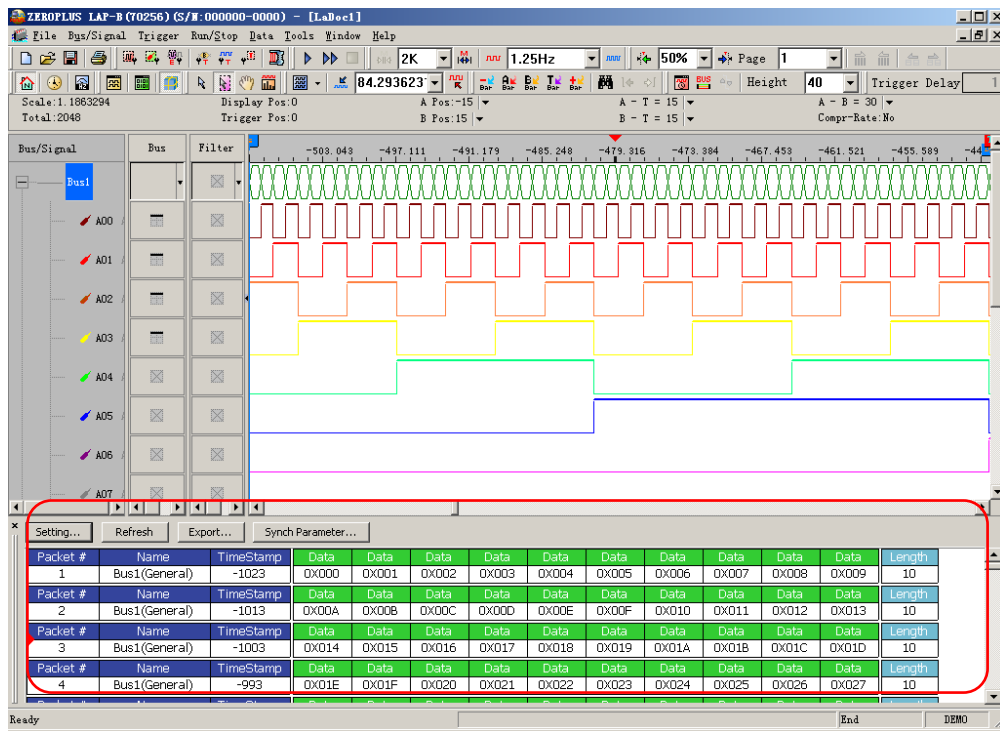 ZEROPLUS LAP-B(70256)(S/N:000000-0000) - [LaDoc1]
File Bus/Signal Trigger Run/Stop Data Tools Window Help
2K 1.25Hz 50% Page 1
84.293623 Bar Bar Bar Bar Bar BUS Height 40 Trigger Delay 1
Scale:1.1863294 Display Pos:0 A Pos:-15 A - T = 15 A - B = 30
Total:2048 Trigger Pos:0 B Pos:15 B - T = 15 Compr-Rate:No
Bus/Signal Bus Filter -503.043 -497.111 -491.179 -485.248 -479.316 -473.384 -467.453 -461.521 -455.589 -44
Bus1
A00
A01
A02
A03
A04
A05
A06
A07
Setting... Refresh Export... Synch Parameter...
Packet # Name TimeStamp Data Data Data Data Data Data Data Data Data Data Length
1 Bus1(General) -1023 0X000 0X001 0X002 0X003 0X004 0X005 0X006 0X007 0X008 0X009 10
Packet # Name TimeStamp Data Data Data Data Data Data Data Data Data Data Length
2 Bus1(General) -1013 0X00A 0X00B 0X00C 0X00D 0X00E 0X00F 0X010 0X011 0X012 0X013 10
Packet # Name TimeStamp Data Data Data Data Data Data Data Data Data Data Length
3 Bus1(General) -1003 0X014 0X015 0X016 0X017 0X018 0X019 0X01A 0X01B 0X01C 0X01D 10
Packet # Name TimeStamp Data Data Data Data Data Data Data Data Data Data Length
4 Bus1(General) -993 0X01E 0X01F 0X020 0X021 0X022 0X023 0X024 0X025 0X026 0X027 10
Ready End DEMO